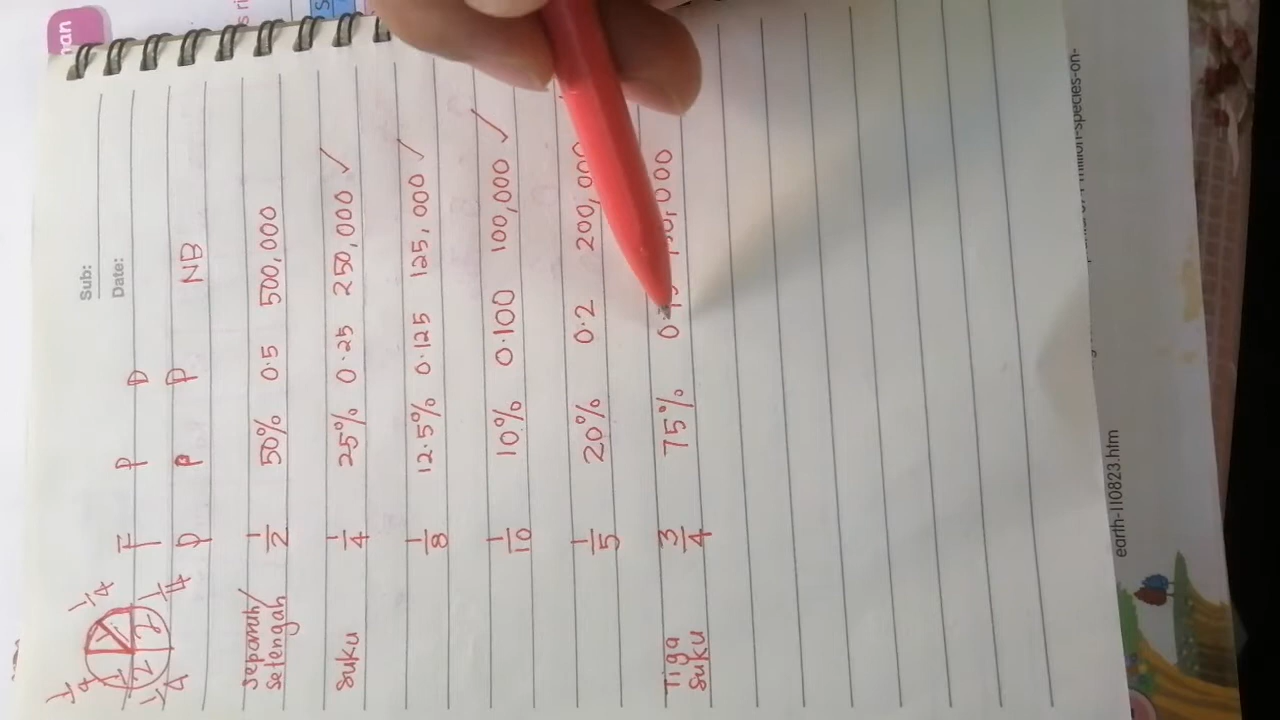 Sub:
Date:
F P D
P P P NB
1/4 1/4 1/4 1/4
separuh/setengah 1/2 50% 0.5 500,000
suku 1/4 25% 0.25 250,000 ✓
1/8 12.5% 0.125 125,000 ✓
1/10 10% 0.100 100,000 ✓
1/5 20% 0.2 200,000
Tiga suku 3/4 75%
earth-110823.htm
million-species-on-